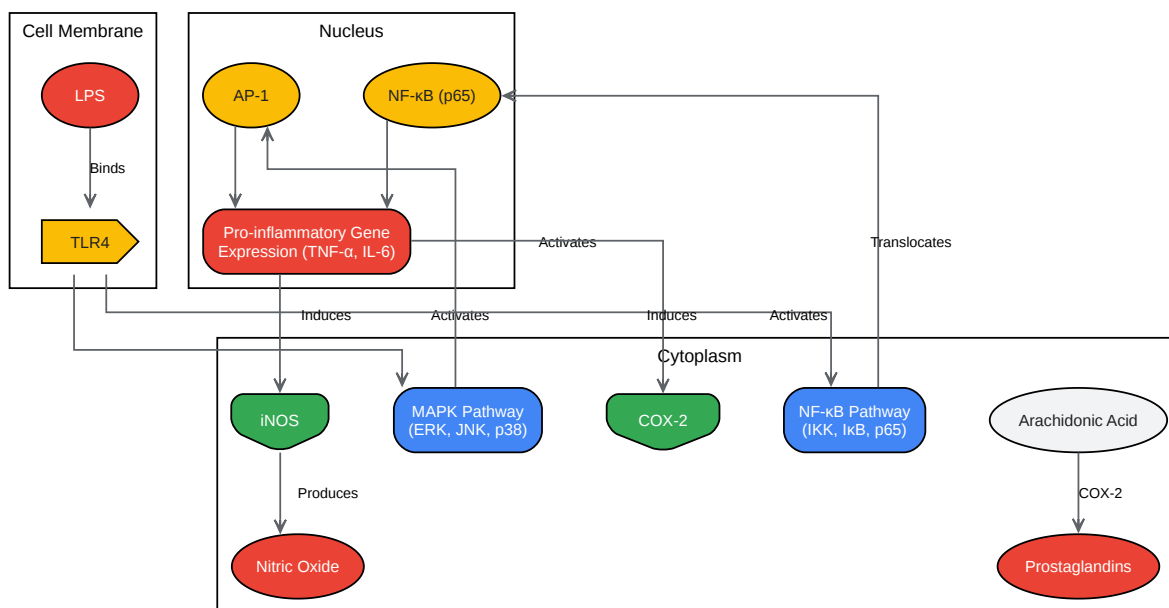 Cell Membrane
Nucleus
LPS
AP-1
NF-κB (p65)
Binds
TLR4
Pro-inflammatory Gene
Expression (TNF-α, IL-6)
Activates
Translocates
Induces
Activates
Induces
Activates
Cytoplasm
iNOS
MAPK Pathway
(ERK, JNK, p38)
COX-2
NF-κB Pathway
(IKK, IκB, p65)
Arachidonic Acid
Produces
COX-2
Nitric Oxide
Prostaglandins